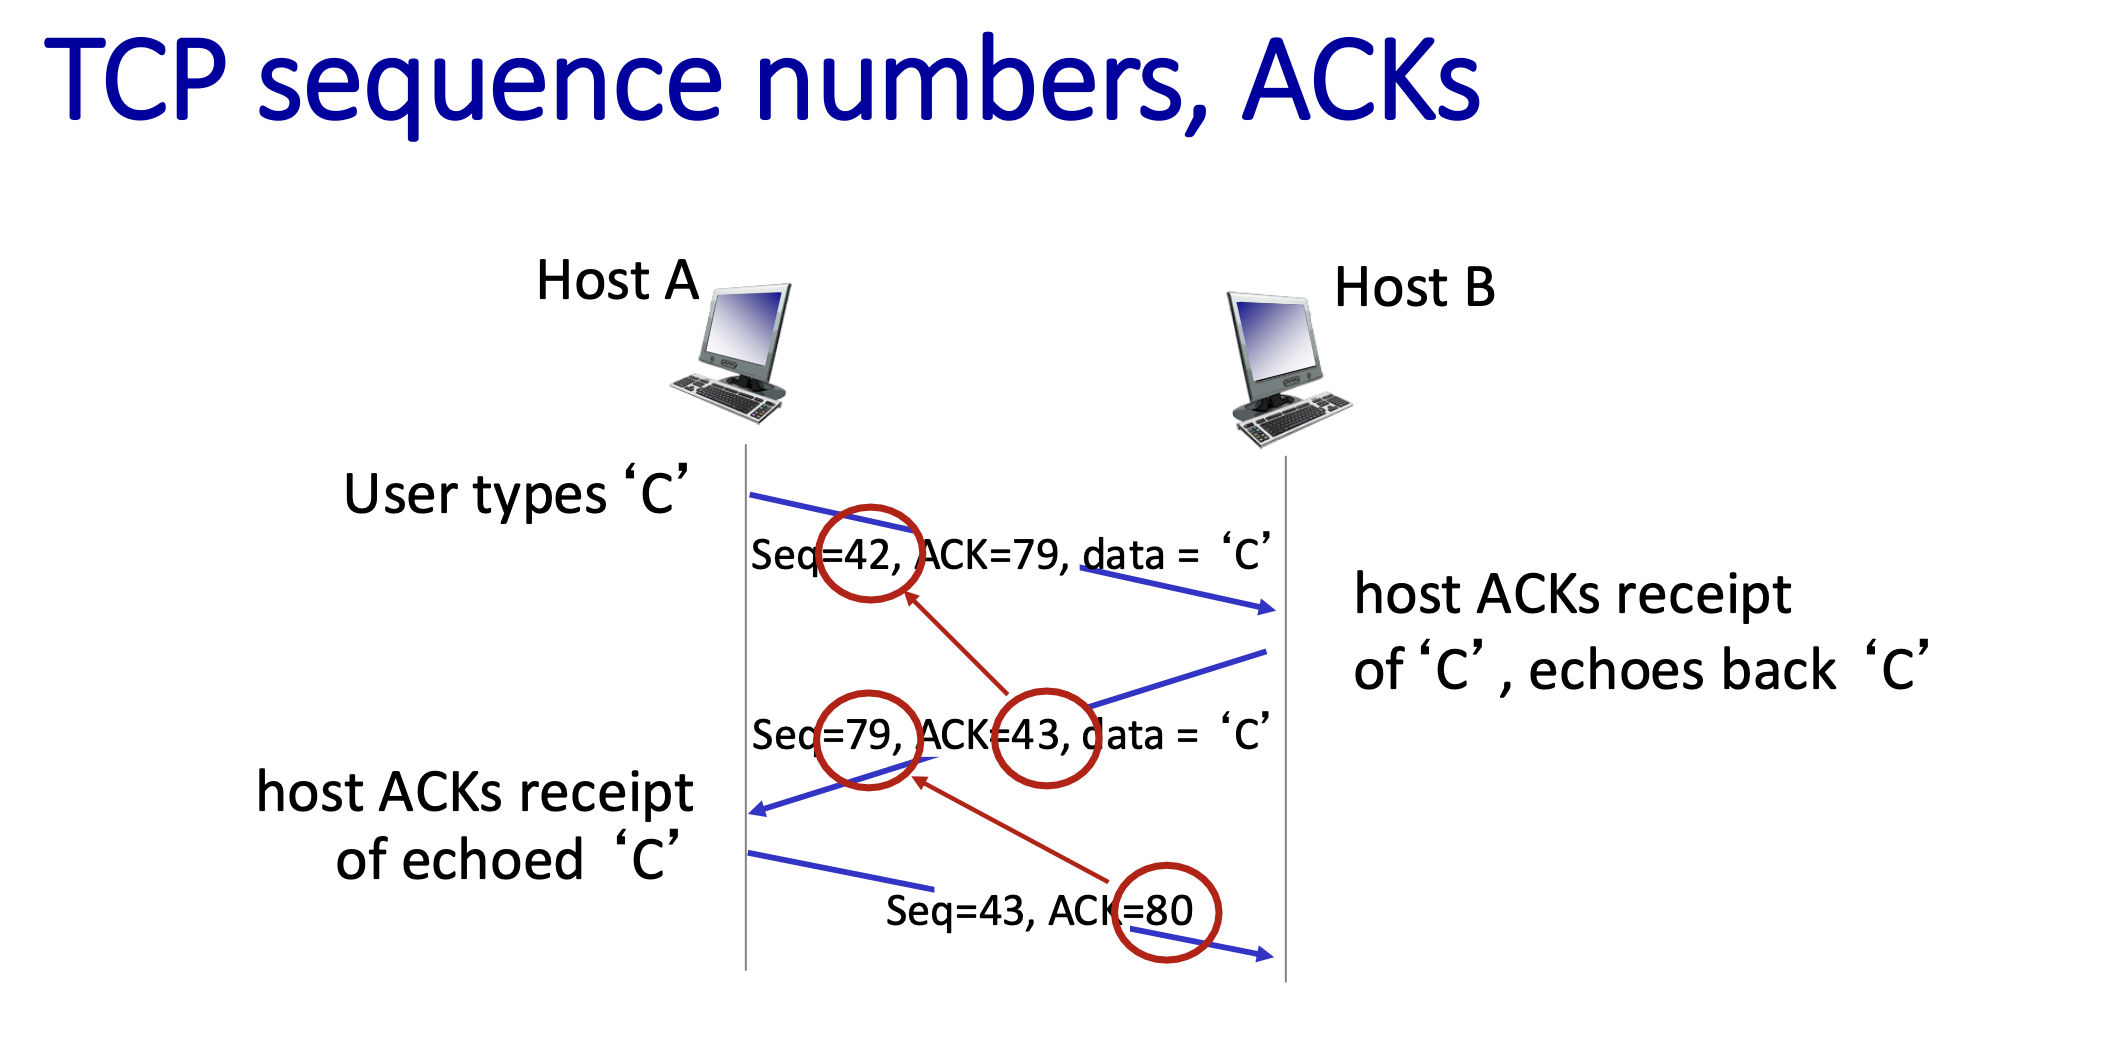 TCP sequence numbers, ACKs
Host A
Host B
User types ‘C’
Seq=42, ACK=79, data = ‘C’
host ACKs receipt
of ‘C’, echoes back ‘C’
Seq=79, ACK=43, data = ‘C’
host ACKs receipt
of echoed ‘C’
Seq=43, ACK=80